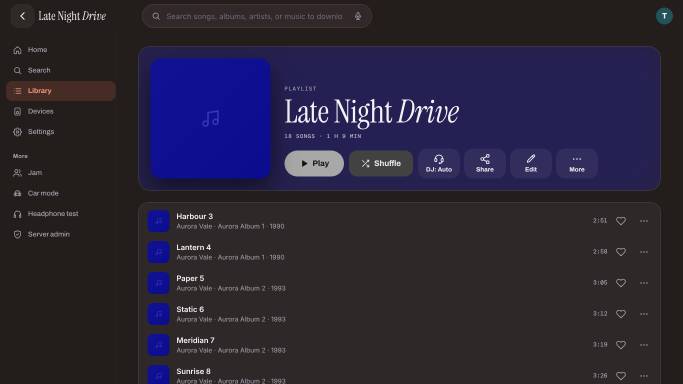 Late Night Drive
Search songs, albums, artists, or music to downlo
T
Home
Search
Library
Devices
Settings
More
Jam
Car mode
Headphone test
Server admin
PLAYLIST
Late Night Drive
18 SONGS · 1 H 9 MIN
Play
Shuffle
DJ: Auto
Share
Edit
More
Harbour 3
Aurora Vale · Aurora Album 1 · 1990
2:51
Lantern 4
Aurora Vale · Aurora Album 1 · 1990
2:58
Paper 5
Aurora Vale · Aurora Album 2 · 1993
3:05
Static 6
Aurora Vale · Aurora Album 2 · 1993
3:12
Meridian 7
Aurora Vale · Aurora Album 2 · 1993
3:19
Sunrise 8
Aurora Vale · Aurora Album 2 · 1993
3:26